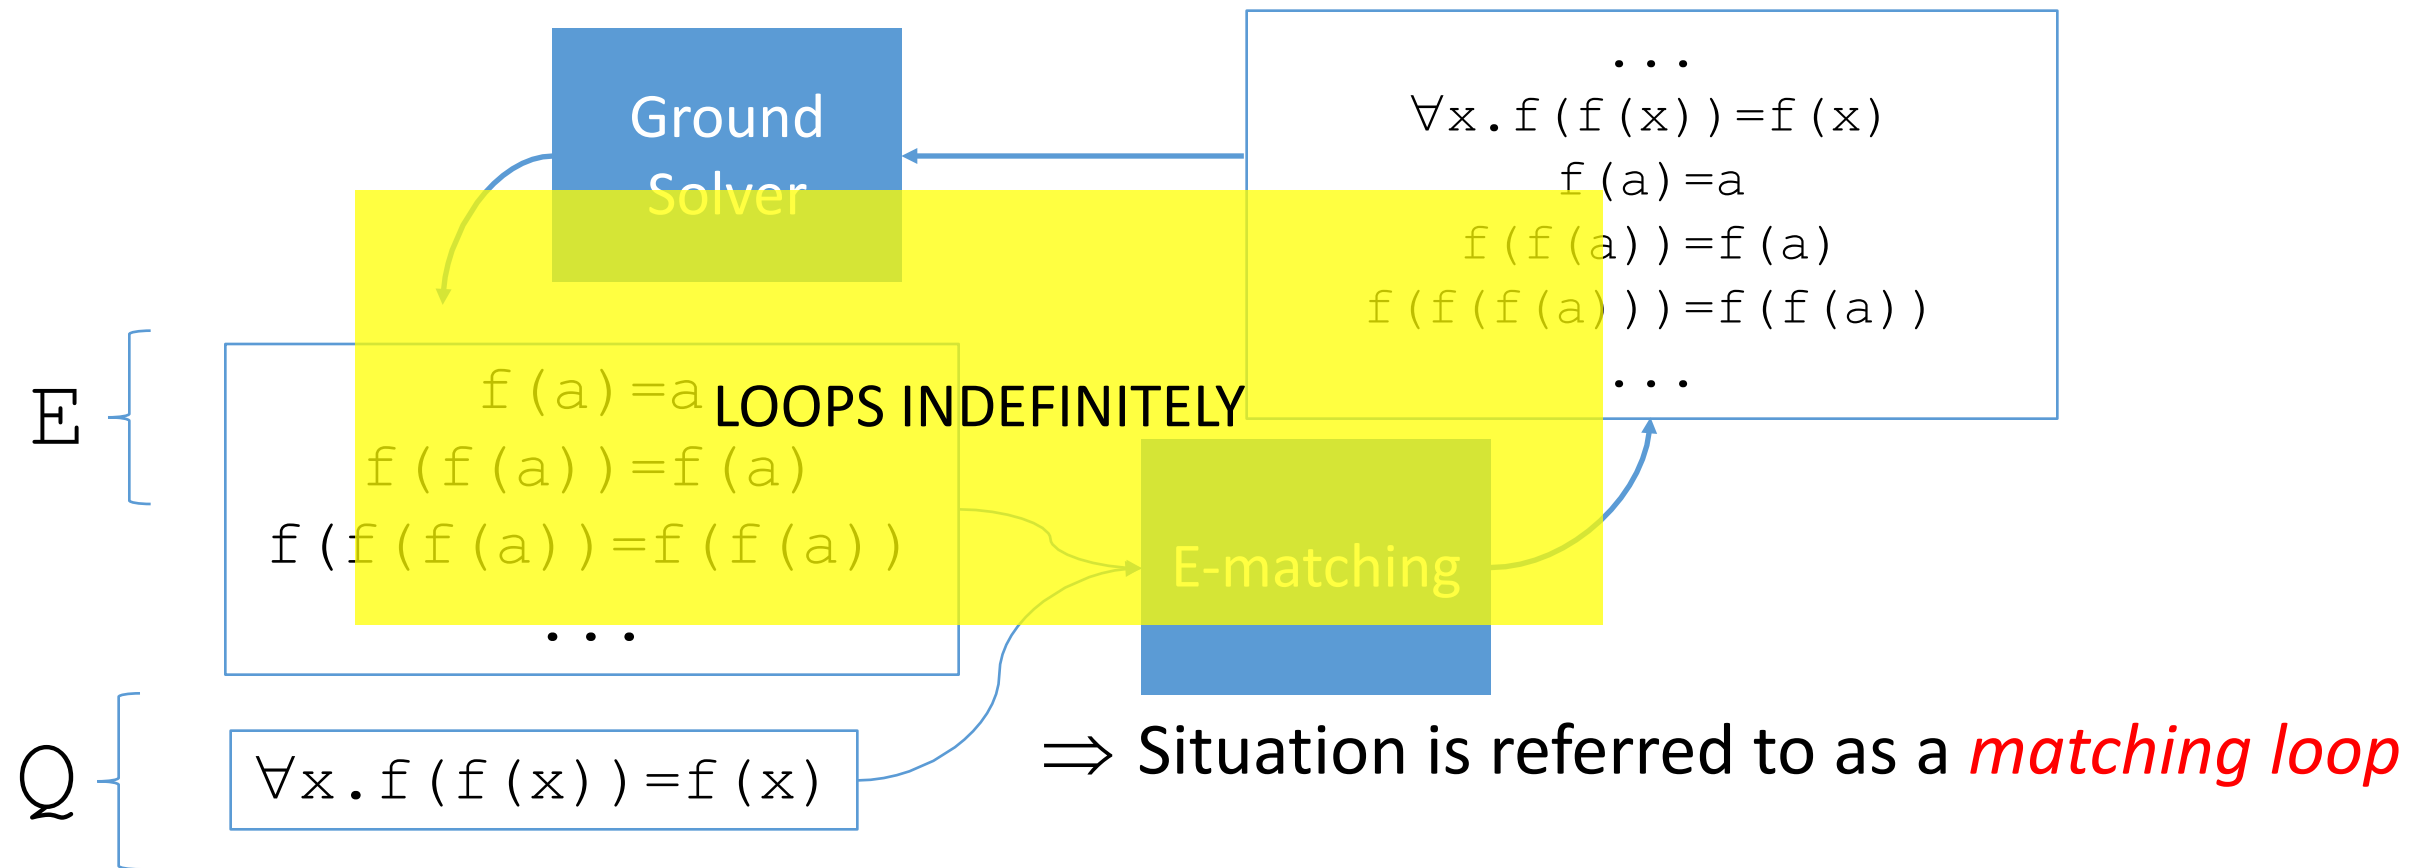 Ground
Solver
...
∀x.f(f(x))=f(x)
f(a)=a
f(f(a))=f(a)
f(f(f(a)))=f(f(a))
...
E
f(a)=a
f(f(a))=f(a)
f(f(f(a))=f(f(a))
...
LOOPS INDEFINITELY
E-matching
Q
∀x.f(f(x))=f(x)
⇒ Situation is referred to as a matching loop